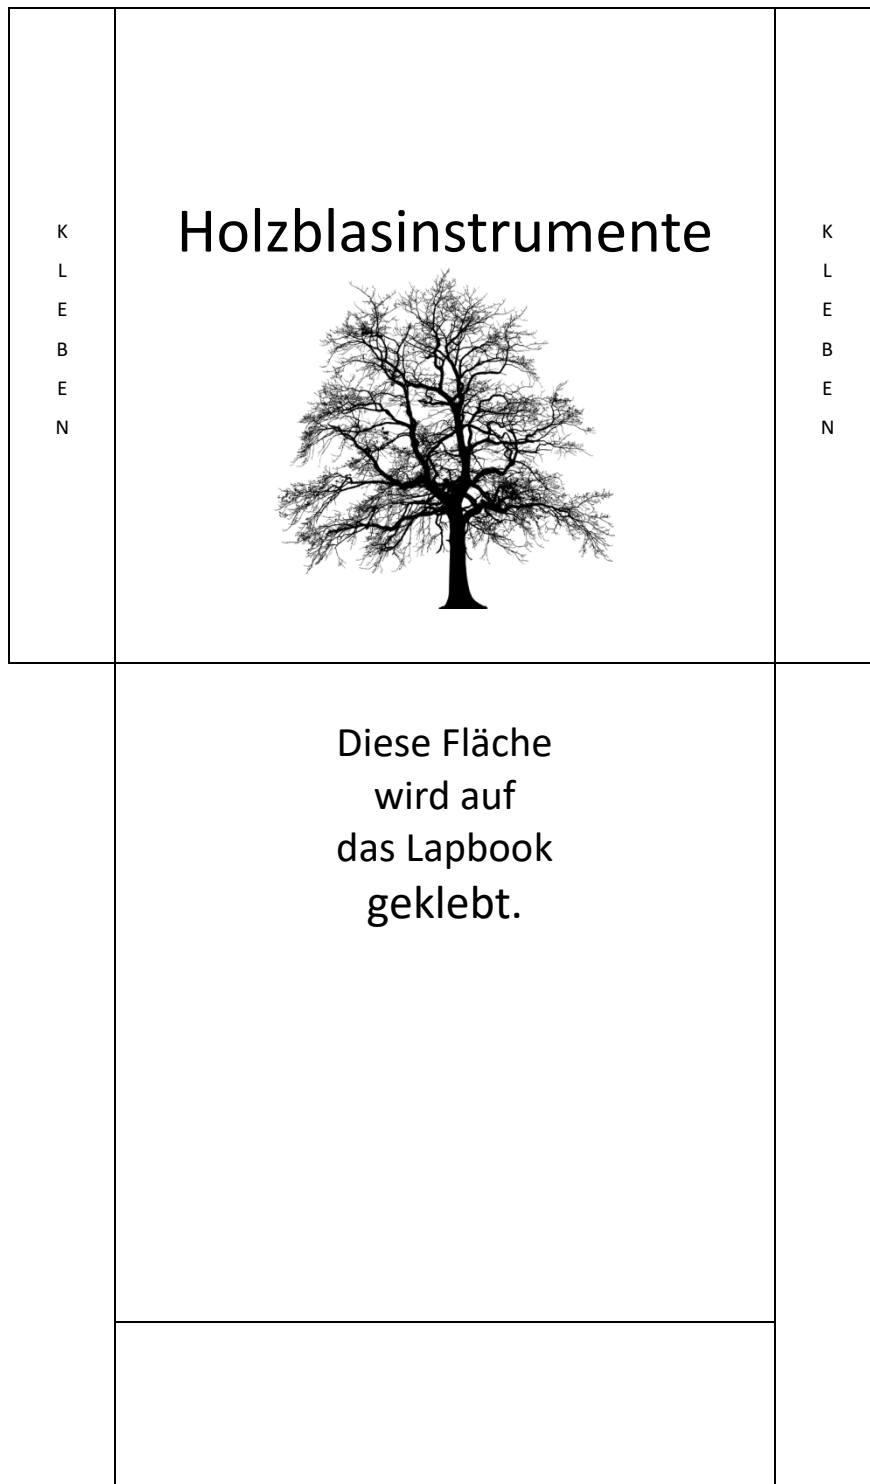 Holzblasinstrumente
K
L
E
B
E
N
K
L
E
B
E
N
Diese Fläche
wird auf
das Lapbook
geklebt.